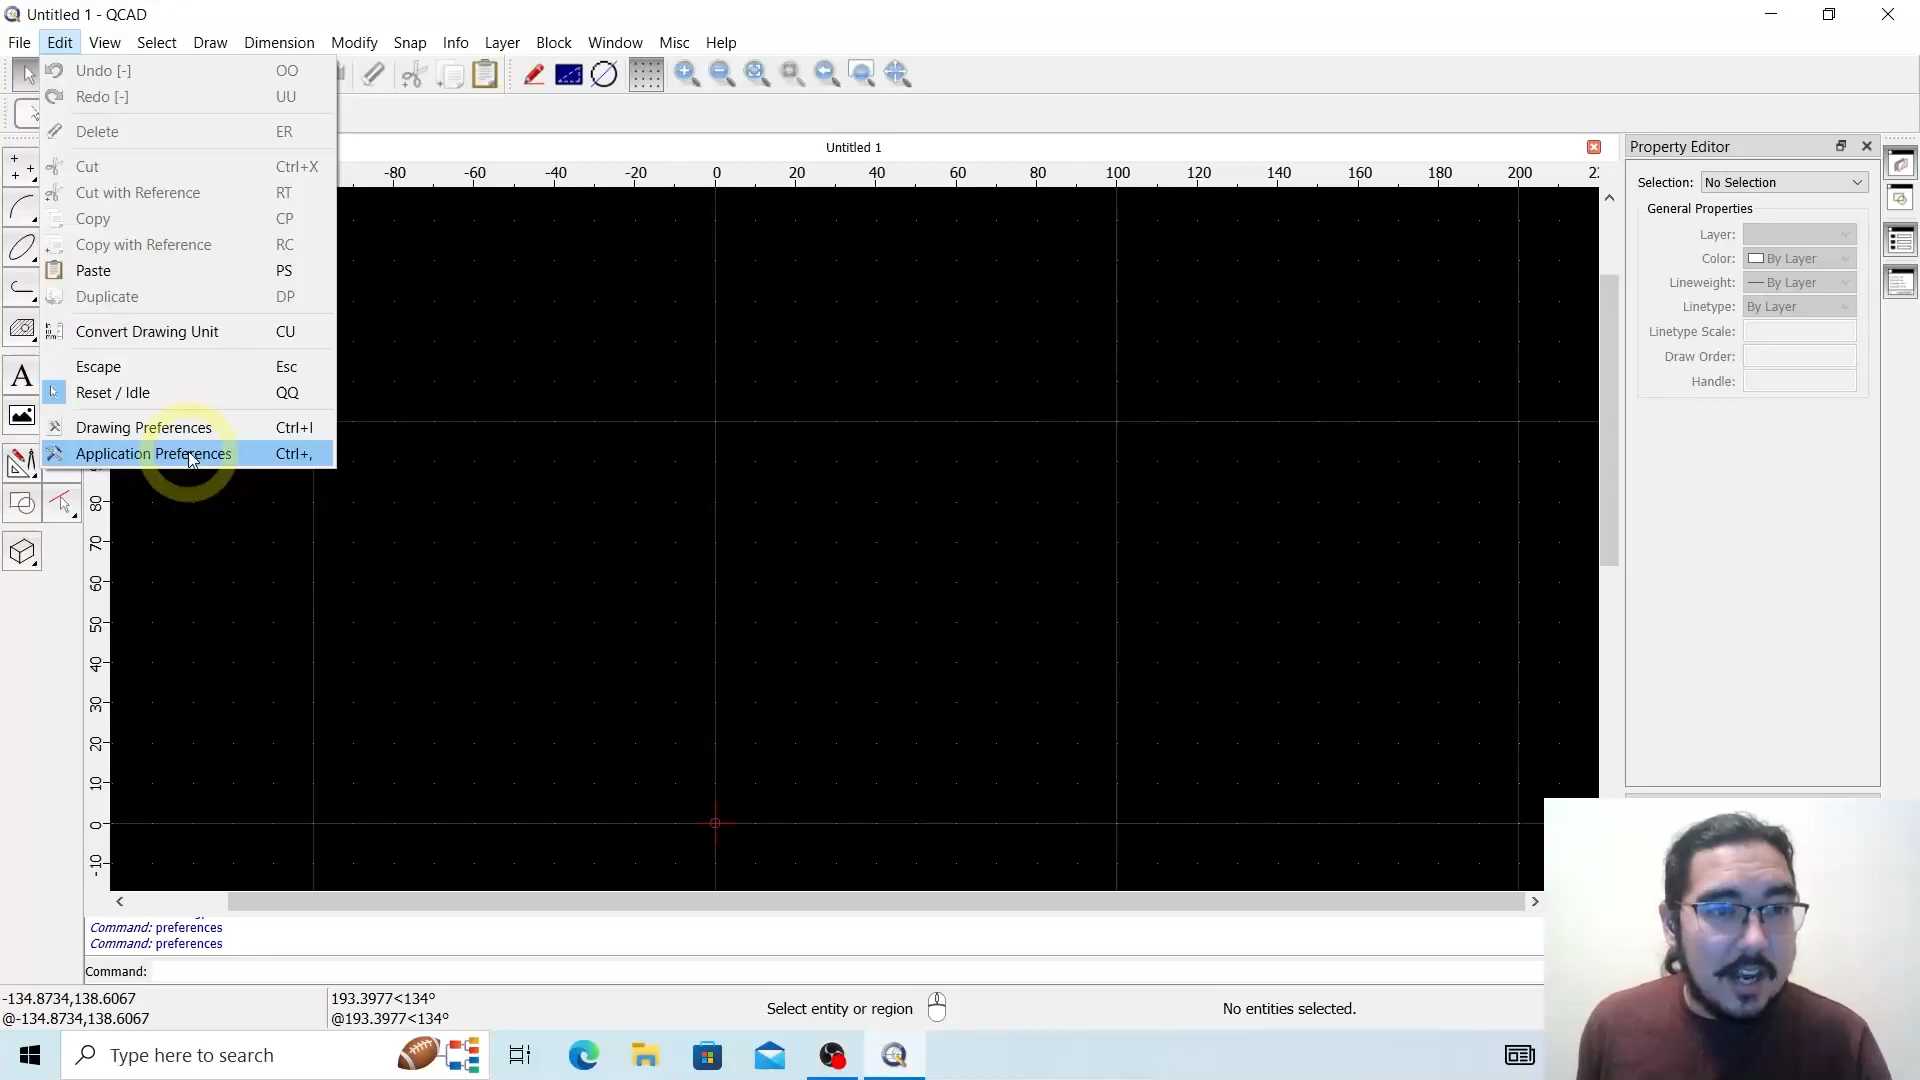 Untitled 1 - QCAD
File Edit View Select Draw Dimension Modify Snap Info Layer Block Window Misc Help
Undo [-] OO
Redo [-] UU
Delete ER
Cut Ctrl+X
Cut with Reference RT
Copy CP
Copy with Reference RC
Paste PS
Duplicate DP
Convert Drawing Unit CU
Escape Esc
Reset / Idle QQ
Drawing Preferences Ctrl+I
Application Preferences Ctrl+,
A
Untitled 1
-80 -60 -40 -20 0 20 40 60 80 100 120 140 160 180 200
80
70
60
50
40
30
20
10
0
-10
Property Editor
Selection: No Selection
General Properties
Layer:
Color: By Layer
Lineweight: By Layer
Linetype: By Layer
Linetype Scale:
Draw Order:
Handle:
Command: preferences
Command: preferences
Command:
-134.8734,138.6067
@-134.8734,138.6067
193.3977<134°
@193.3977<134°
Select entity or region
No entities selected.
Type here to search